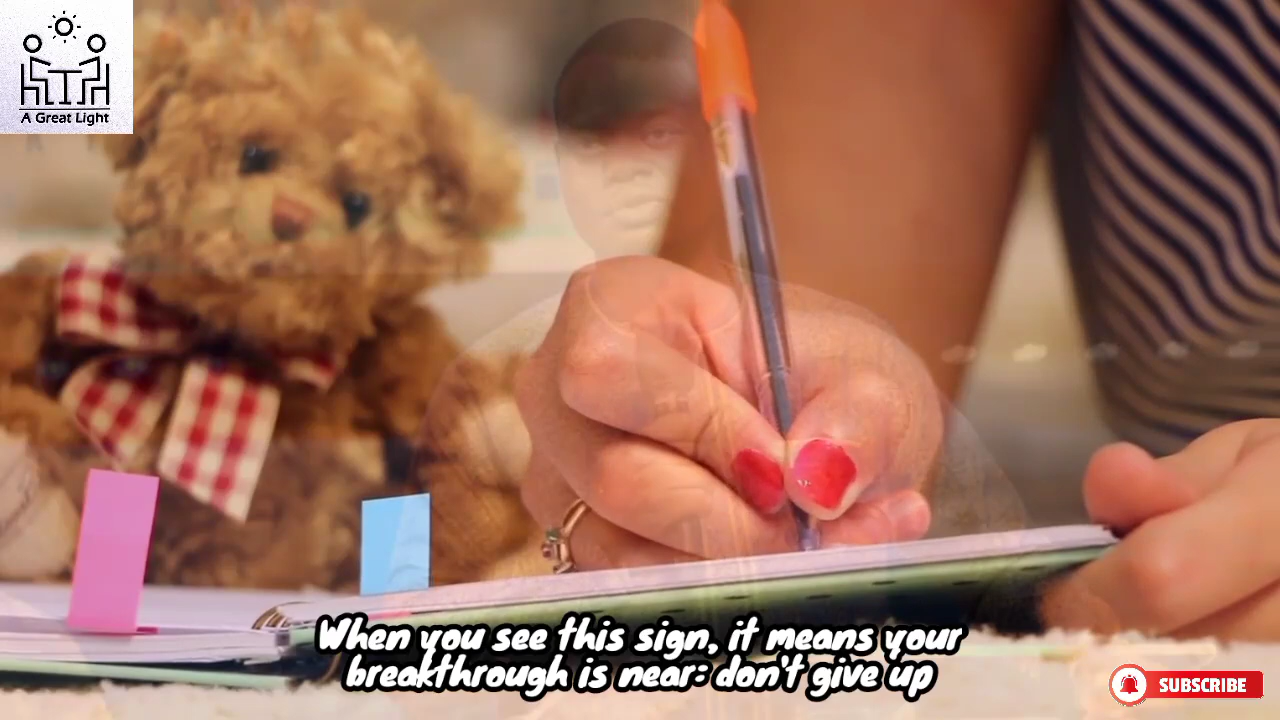 A Great Light
When you see this sign, it means your
breakthrough is near: don't give up
SUBSCRIBE